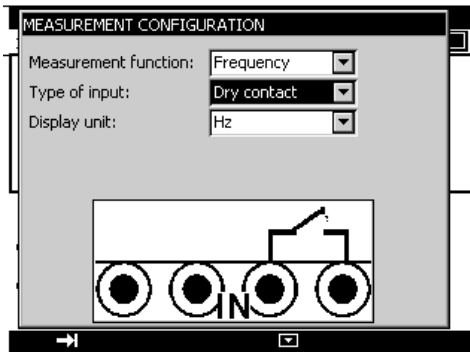 MEASUREMENT CONFIGURATION
Measurement function: Frequency
Type of input: Dry contact
Display unit: Hz
IN